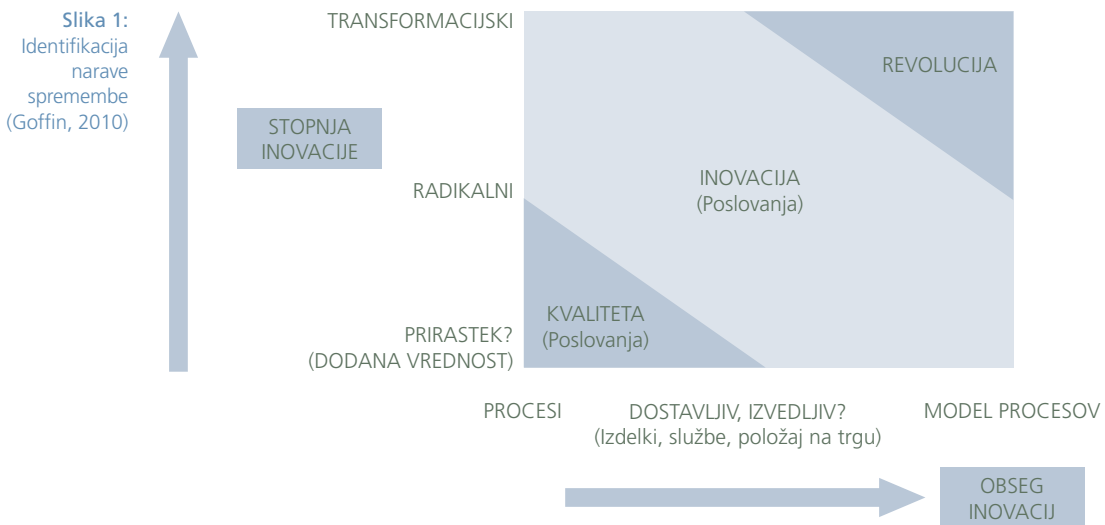 Slika 1:
Identifikacija
narave
spremembe
(Goffin, 2010)
STOPNJA
INOVACIJE
TRANSFORMACIJSKI
RADIKALNI
PRIRASTEK?
(DODANA VREDNOST)
REVOLUCIJA
INOVACIJA
(Poslovanja)
KVALITETA
(Poslovanja)
PROCESI
DOSTAVLJIV, IZVEDLJIV?
(Izdelki, službe, položaj na trgu)
MODEL PROCESOV
OBSEG
INOVACIJ